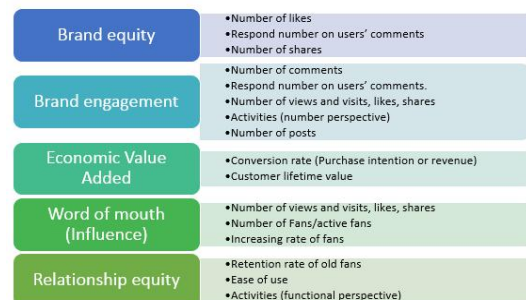 Brand equity
•Number of likes
•Respond number on users' comments
•Number of shares
Brand engagement
•Number of comments
•Respond number on users' comments.
•Number of views and visits, likes, shares
•Activities (number perspective)
•Number of posts
Economic Value
Added
•Conversion rate (Purchase intention or revenue)
•Customer lifetime value
Word of mouth
(Influence)
•Number of views and visits, likes, shares
•Number of Fans/active fans
•Increasing rate of fans
Relationship equity
•Retention rate of old fans
•Ease of use
•Activities (functional perspective)